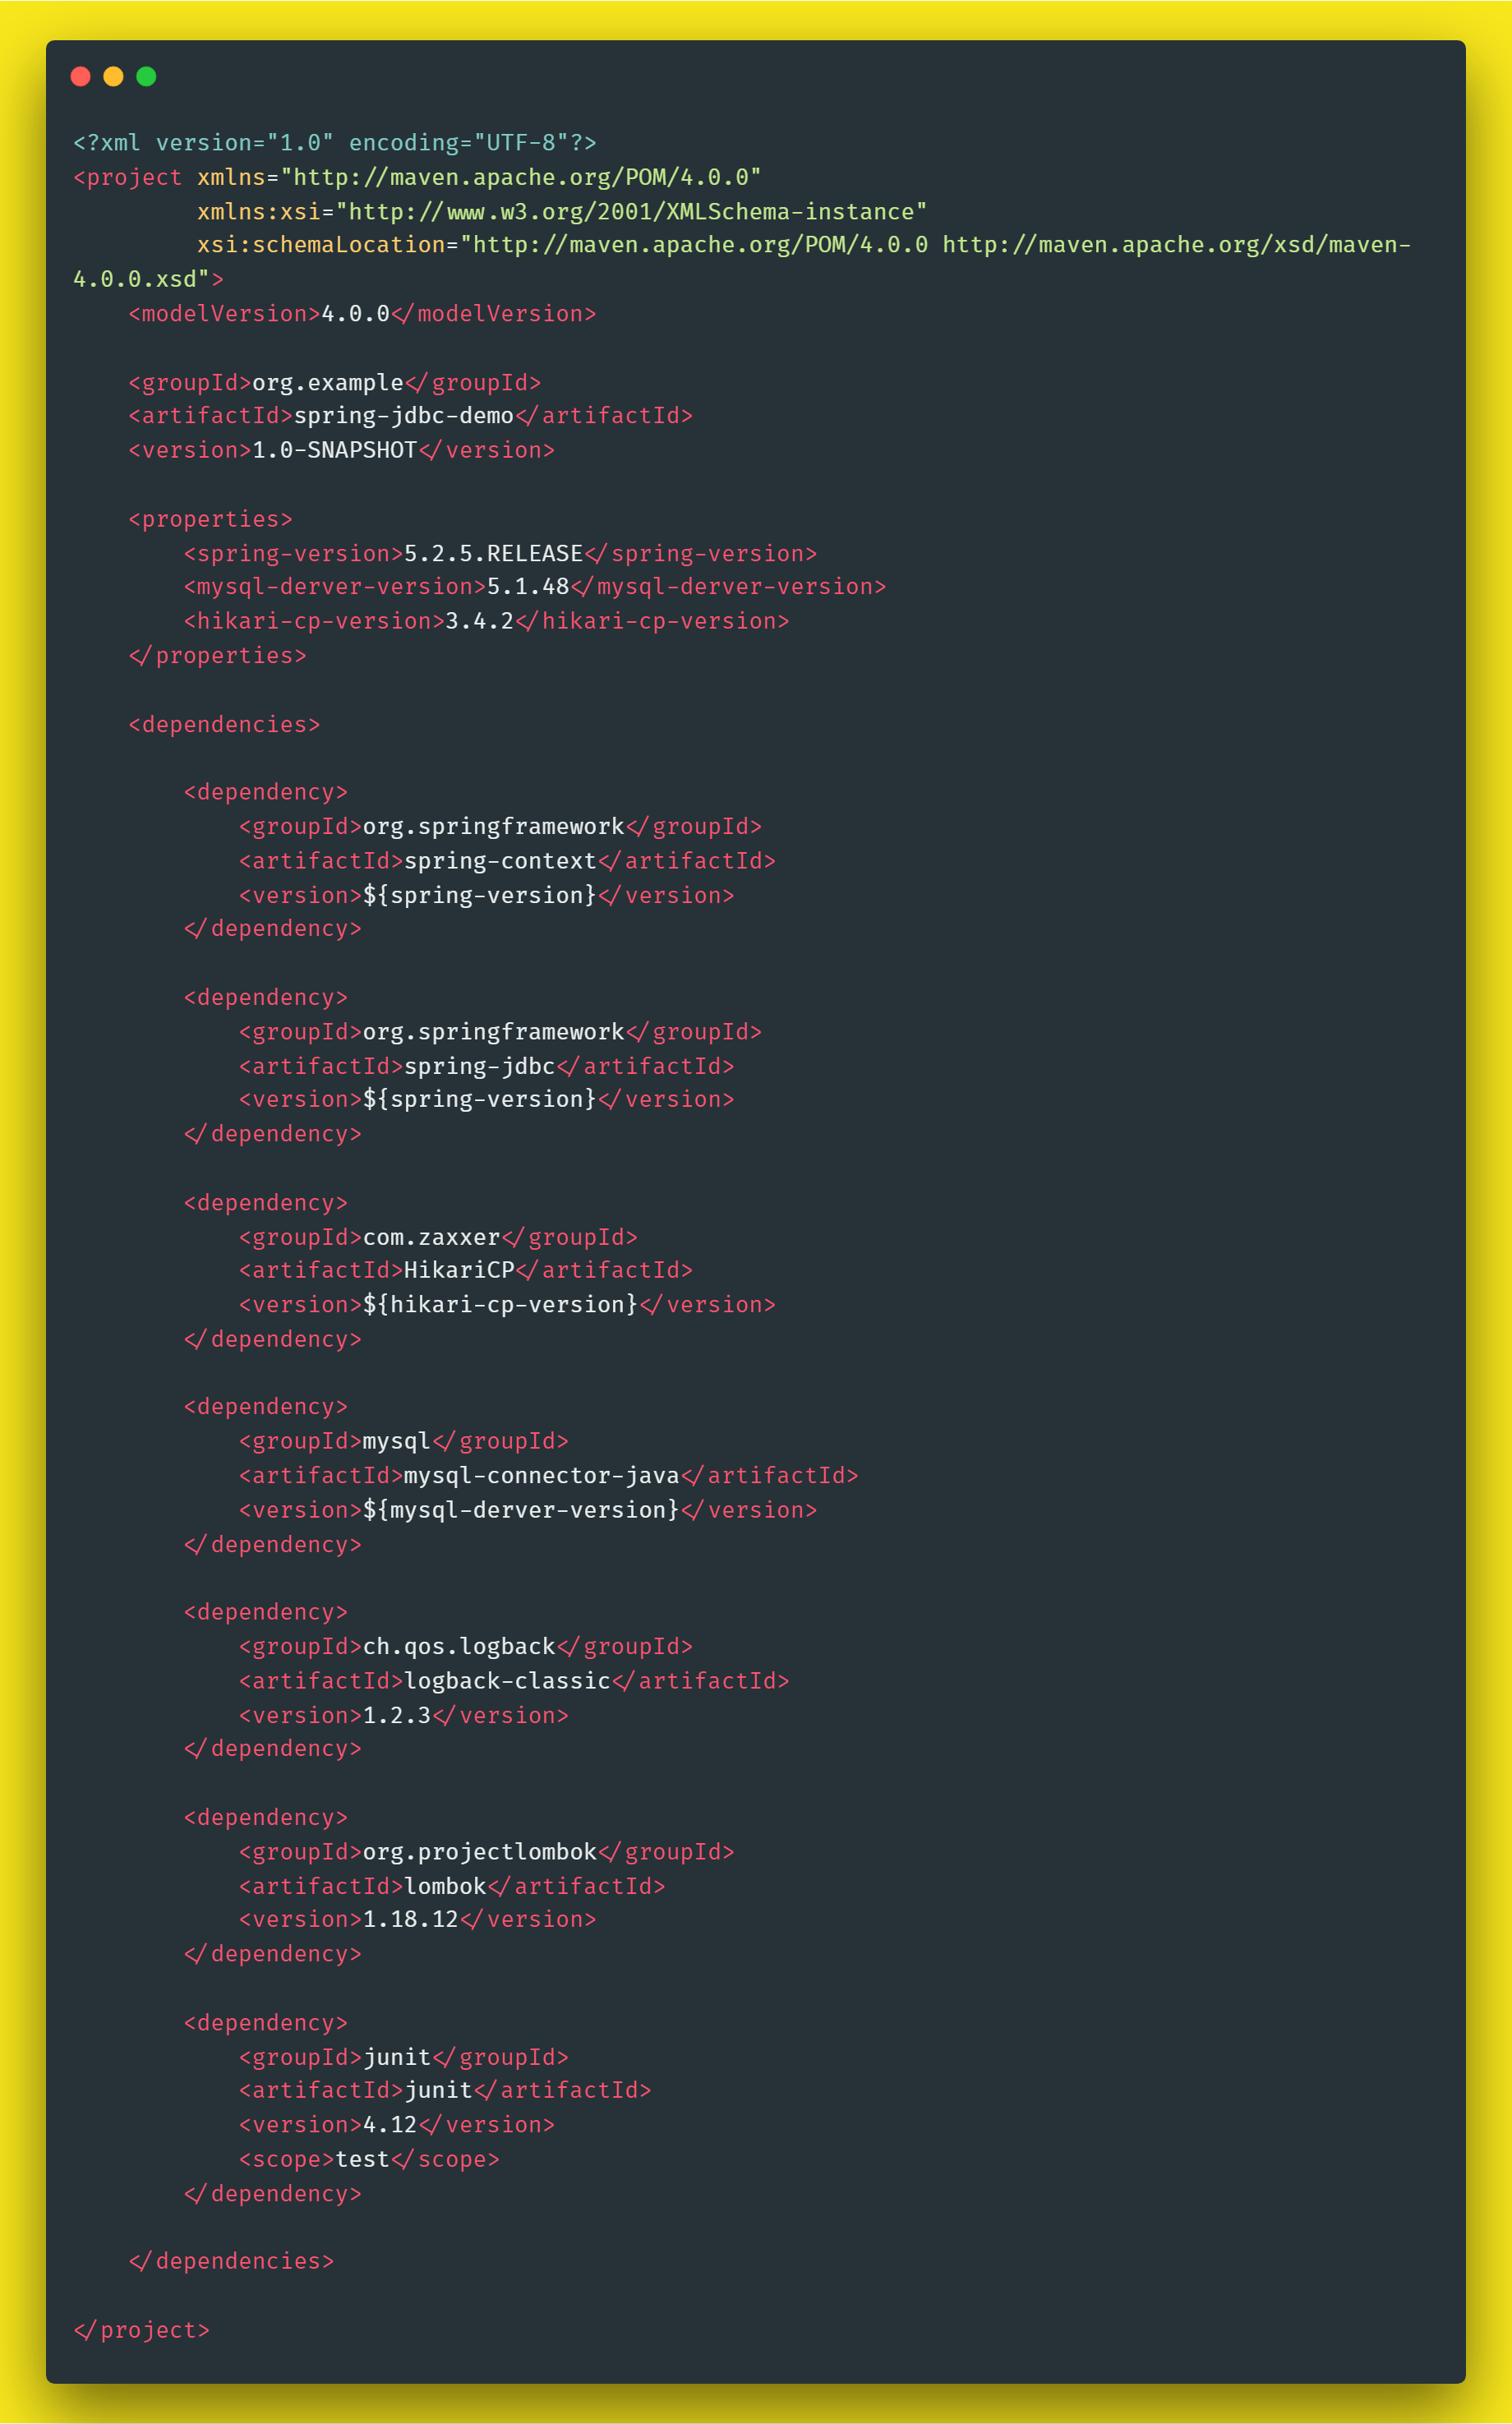 <?xml version="1.0" encoding="UTF-8"?>
<project xmlns="http://maven.apache.org/POM/4.0.0"
         xmlns:xsi="http://www.w3.org/2001/XMLSchema-instance"
         xsi:schemaLocation="http://maven.apache.org/POM/4.0.0 http://maven.apache.org/xsd/maven-
4.0.0.xsd">
    <modelVersion>4.0.0</modelVersion>

    <groupId>org.example</groupId>
    <artifactId>spring-jdbc-demo</artifactId>
    <version>1.0-SNAPSHOT</version>

    <properties>
        <spring-version>5.2.5.RELEASE</spring-version>
        <mysql-derver-version>5.1.48</mysql-derver-version>
        <hikari-cp-version>3.4.2</hikari-cp-version>
    </properties>

    <dependencies>

        <dependency>
            <groupId>org.springframework</groupId>
            <artifactId>spring-context</artifactId>
            <version>${spring-version}</version>
        </dependency>

        <dependency>
            <groupId>org.springframework</groupId>
            <artifactId>spring-jdbc</artifactId>
            <version>${spring-version}</version>
        </dependency>

        <dependency>
            <groupId>com.zaxxer</groupId>
            <artifactId>HikariCP</artifactId>
            <version>${hikari-cp-version}</version>
        </dependency>

        <dependency>
            <groupId>mysql</groupId>
            <artifactId>mysql-connector-java</artifactId>
            <version>${mysql-derver-version}</version>
        </dependency>

        <dependency>
            <groupId>ch.qos.logback</groupId>
            <artifactId>logback-classic</artifactId>
            <version>1.2.3</version>
        </dependency>

        <dependency>
            <groupId>org.projectlombok</groupId>
            <artifactId>lombok</artifactId>
            <version>1.18.12</version>
        </dependency>

        <dependency>
            <groupId>junit</groupId>
            <artifactId>junit</artifactId>
            <version>4.12</version>
            <scope>test</scope>
        </dependency>

    </dependencies>

</project>